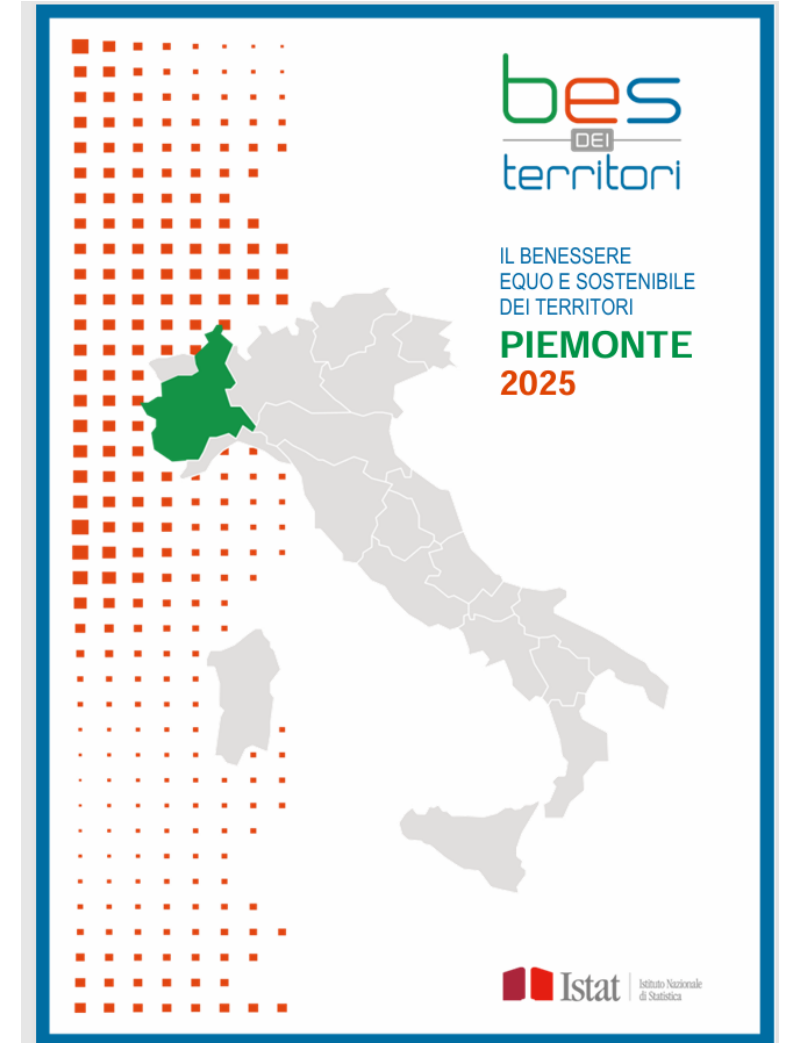 bes
DEI
territori
IL BENESSERE
EQUO E SOSTENIBILE
DEI TERRITORI
PIEMONTE
2025
Istat
Istituto Nazionale
di Statistica